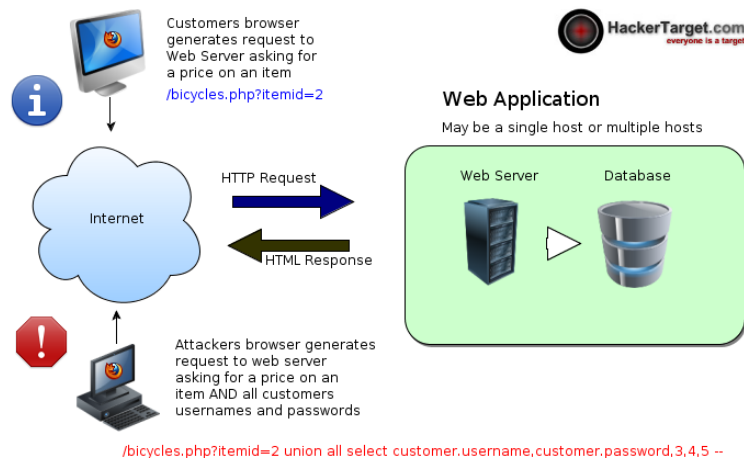 Customers browser
generates request to
Web Server asking for
a price on an item
/bicycles.php?itemid=2
HackerTarget.com
everyone is a target
Web Application
May be a single host or multiple hosts
Internet
HTTP Request
HTML Response
Web Server
Database
Attackers browser generates
request to web server
asking for a price on an
item AND all customers
usernames and passwords
/bicycles.php?itemid=2 union all select customer.username,customer.password,3,4,5 --